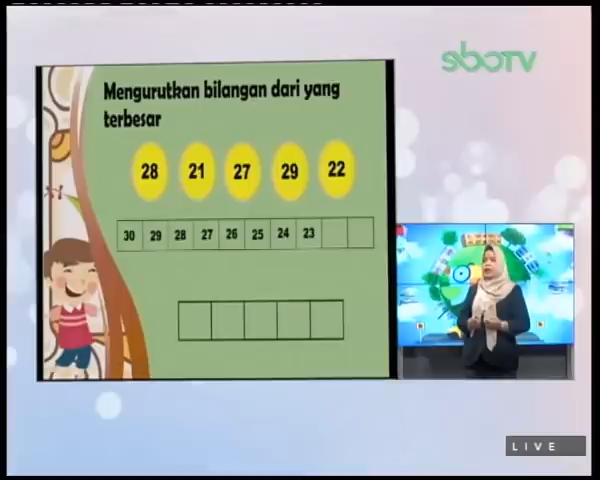 sboTV
Mengurutkan bilangan dari yang
terbesar
28 21 27 29 22
30 29 28 27 26 25 24 23
LIVE